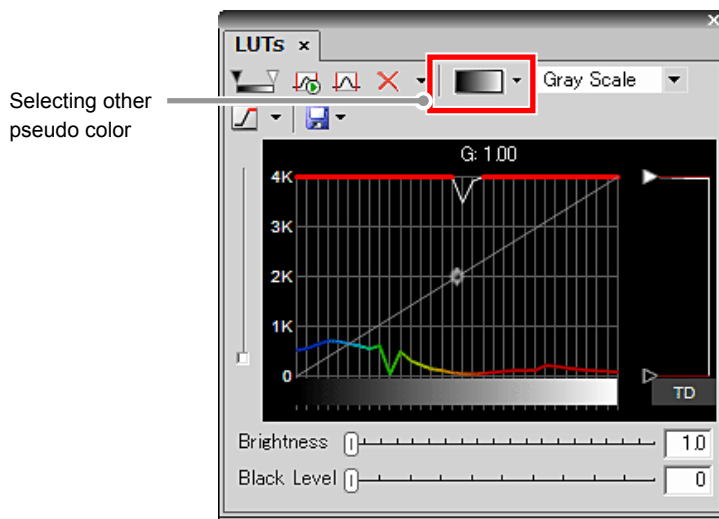 LUTs
Gray Scale
Selecting other
pseudo color
G: 1.00
4K
3K
2K
1K
0
TD
Brightness 1.0
Black Level 0